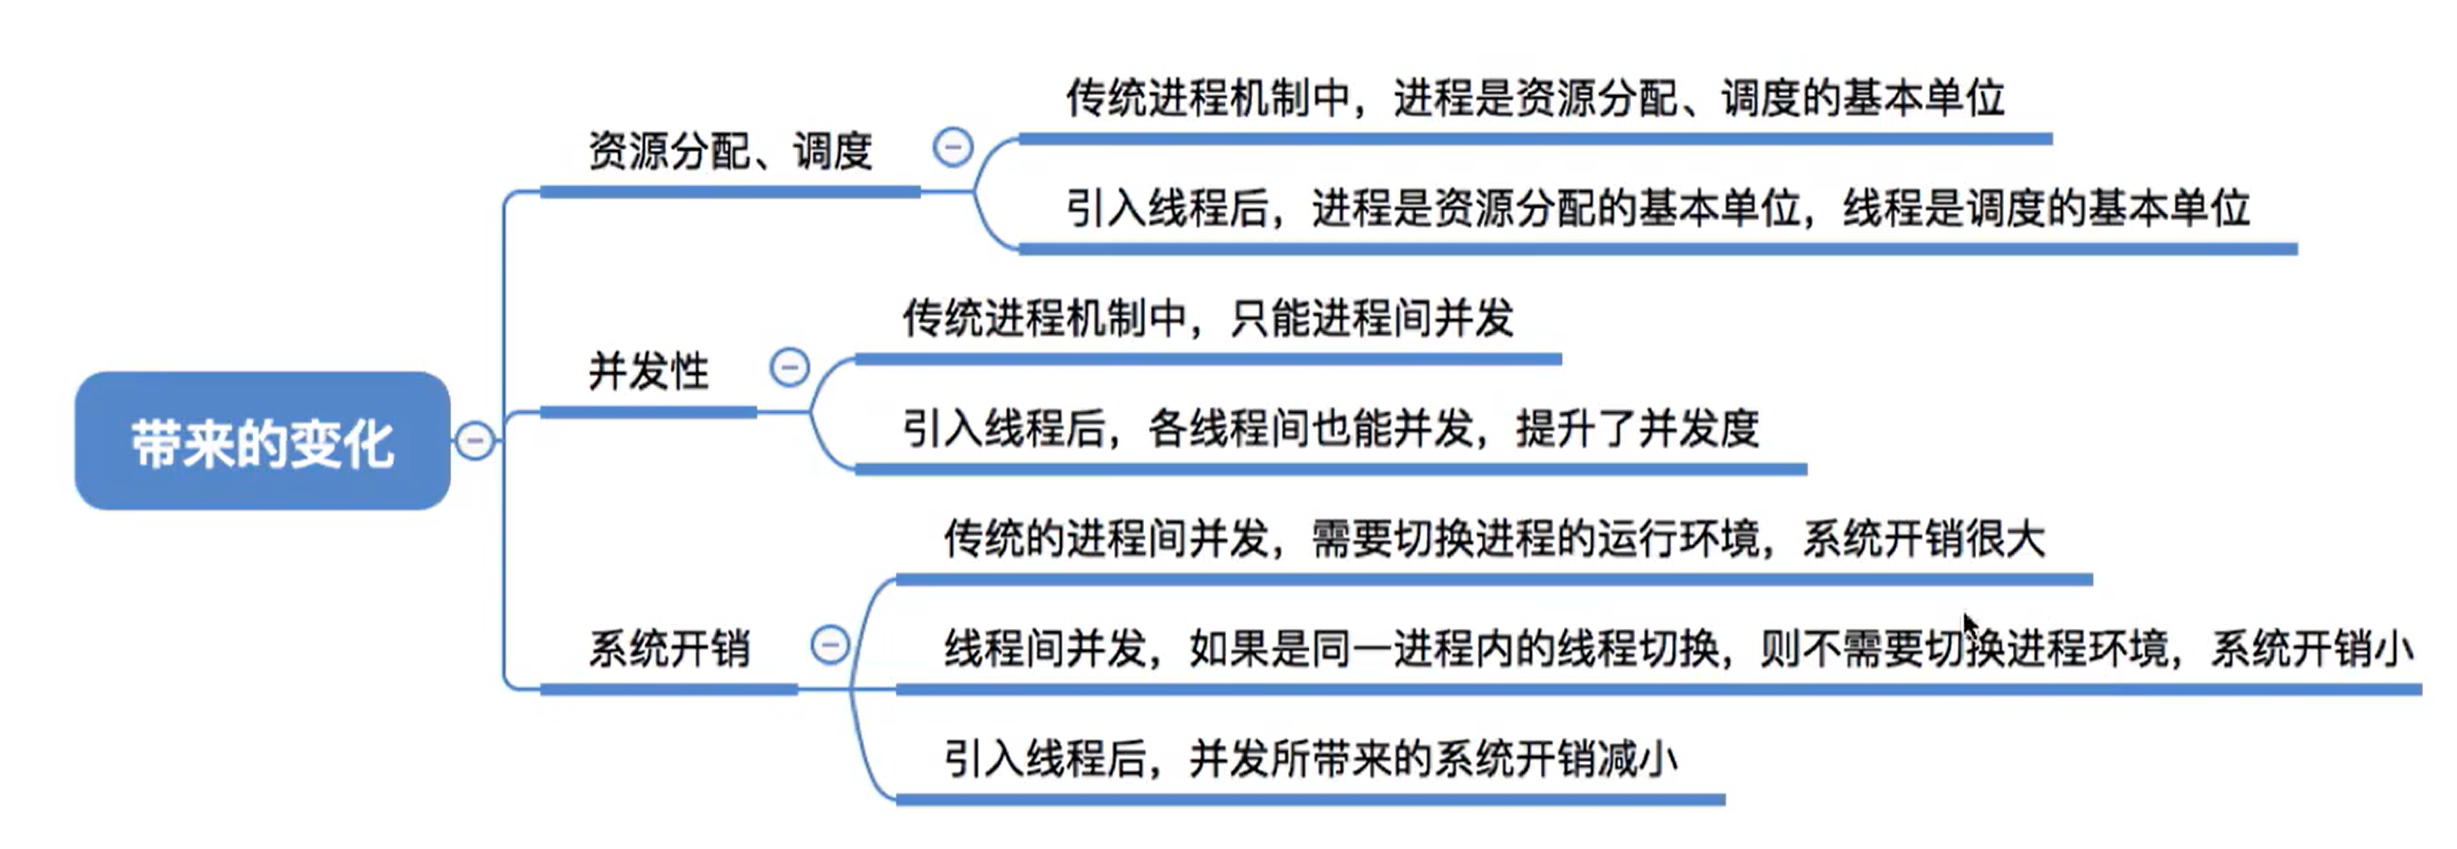 带来的变化
资源分配、调度
传统进程机制中，进程是资源分配、调度的基本单位
引入线程后，进程是资源分配的基本单位，线程是调度的基本单位
并发性
传统进程机制中，只能进程间并发
引入线程后，各线程间也能并发，提升了并发度
系统开销
传统的进程间并发，需要切换进程的运行环境，系统开销很大
线程间并发，如果是同一进程内的线程切换，则不需要切换进程环境，系统开销小
引入线程后，并发所带来的系统开销减小